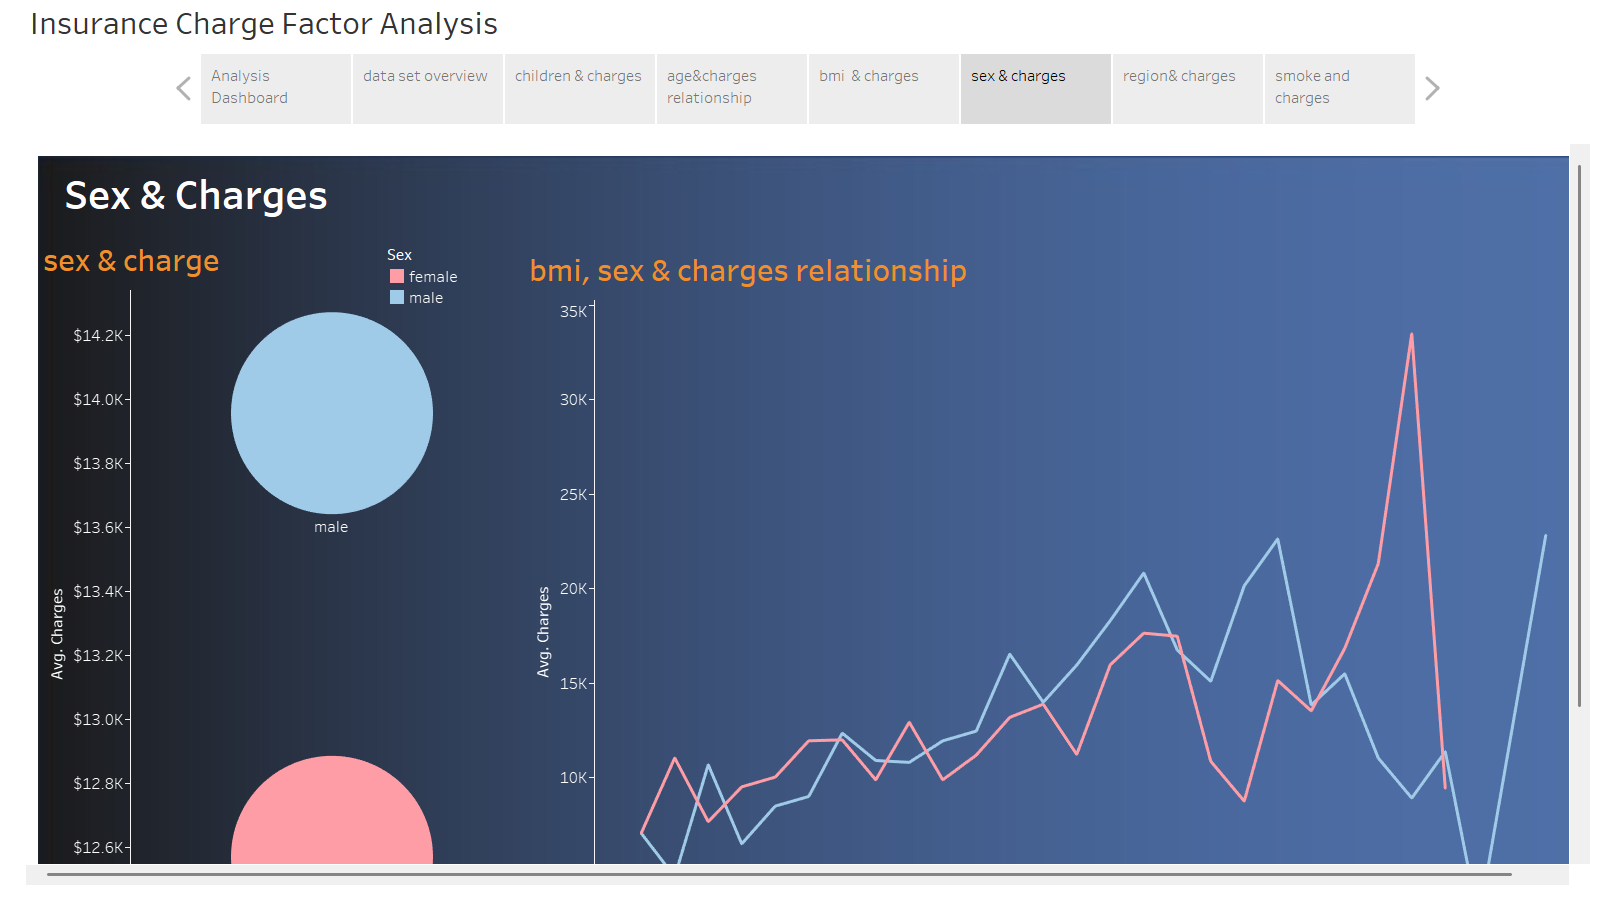 Insurance Charge Factor Analysis
Analysis
Dashboard
data set overview
children & charges
age&charges
relationship
bmi & charges
sex & charges
region& charges
smoke and
charges
Sex & Charges
sex & charge
Sex
female
male
$14.2K
$14.0K
$13.8K
$13.6K
$13.4K
$13.2K
$13.0K
$12.8K
$12.6K
Avg. Charges
male
bmi, sex & charges relationship
35K
30K
25K
20K
15K
10K
Avg. Charges